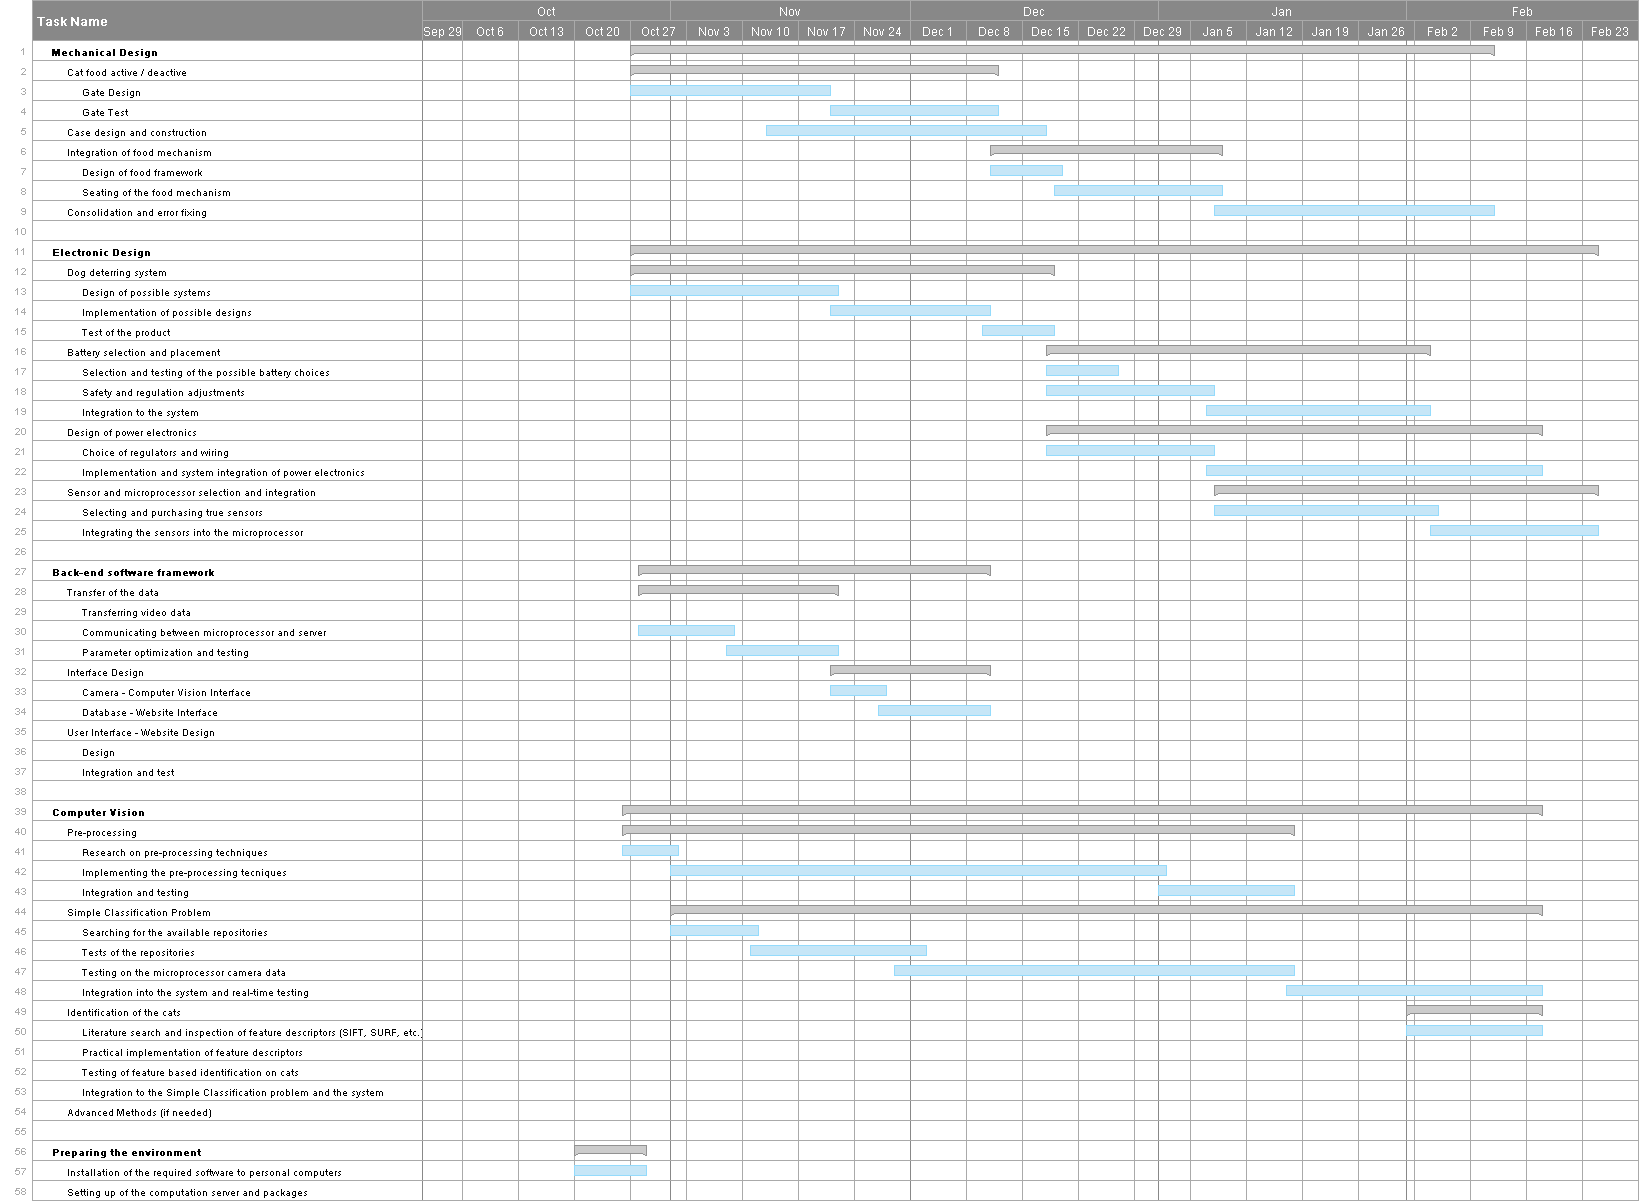 Task Name
Oct Nov Dec Jan Feb
Sep 29 Oct 6 Oct 13 Oct 20 Oct 27 Nov 3 Nov 10 Nov 17 Nov 24 Dec 1 Dec 8 Dec 15 Dec 22 Dec 29 Jan 5 Jan 12 Jan 19 Jan 26 Feb 2 Feb 9 Feb 16 Feb 23
1 Mechanical Design
2 Cat food active / deactive
3 Gate Design
4 Gate Test
5 Case design and construction
6 Integration of food mechanism
7 Design of food framework
8 Seating of the food mechanism
9 Consolidation and error fixing
10
11 Electronic Design
12 Dog deterring system
13 Design of possible systems
14 Implementation of possible designs
15 Test of the product
16 Battery selection and placement
17 Selection and testing of the possible battery choices
18 Safety and regulation adjustments
19 Integration to the system
20 Design of power electronics
21 Choice of regulators and wiring
22 Implementation and system integration of power electronics
23 Sensor and microprocessor selection and integration
24 Selecting and purchasing true sensors
25 Integrating the sensors into the microprocessor
26
27 Back-end software framework
28 Transfer of the data
29 Transferring video data
30 Communicating between microprocessor and server
31 Parameter optimization and testing
32 Interface Design
33 Camera - Computer Vision Interface
34 Database - Website Interface
35 User Interface - Website Design
36 Design
37 Integration and test
38
39 Computer Vision
40 Pre-processing
41 Research on pre-processing techniques
42 Implementing the pre-processing tecniques
43 Integration and testing
44 Simple Classification Problem
45 Searching for the available repositories
46 Tests of the repositories
47 Testing on the microprocessor camera data
48 Integration into the system and real-time testing
49 Identification of the cats
50 Literature search and inspection of feature descriptors (SIFT, SURF, etc.)
51 Practical implementation of feature descriptors
52 Testing of feature based identification on cats
53 Integration to the Simple Classification problem and the system
54 Advanced Methods (if needed)
55
56 Preparing the environment
57 Installation of the required software to personal computers
58 Setting up of the computation server and packages